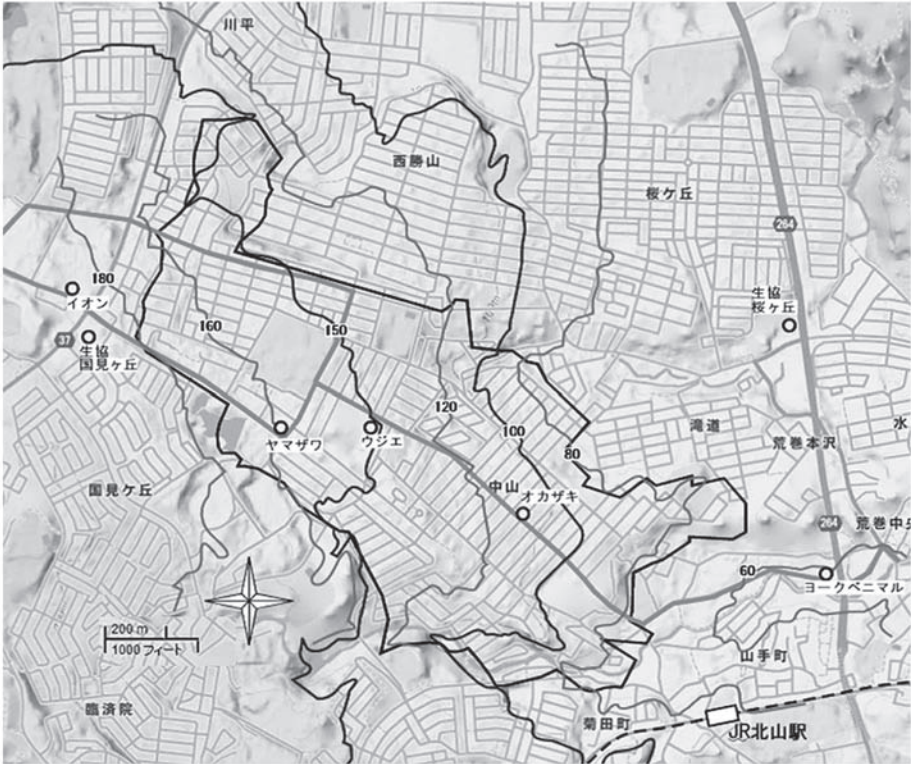 川平
西勝山
桜ケ丘
264
180
イオン
生協
桜ヶ丘
160
150
37
生協
国見ヶ丘
120
100
80
滝道
水
荒巻本沢
ヤマザワ
ウジエ
国見ケ丘
中山
オカザキ
264
荒巻中央
60
ヨークベニマル
200 m
1000 フィート
山手町
臨済院
菊田町
JR北山駅